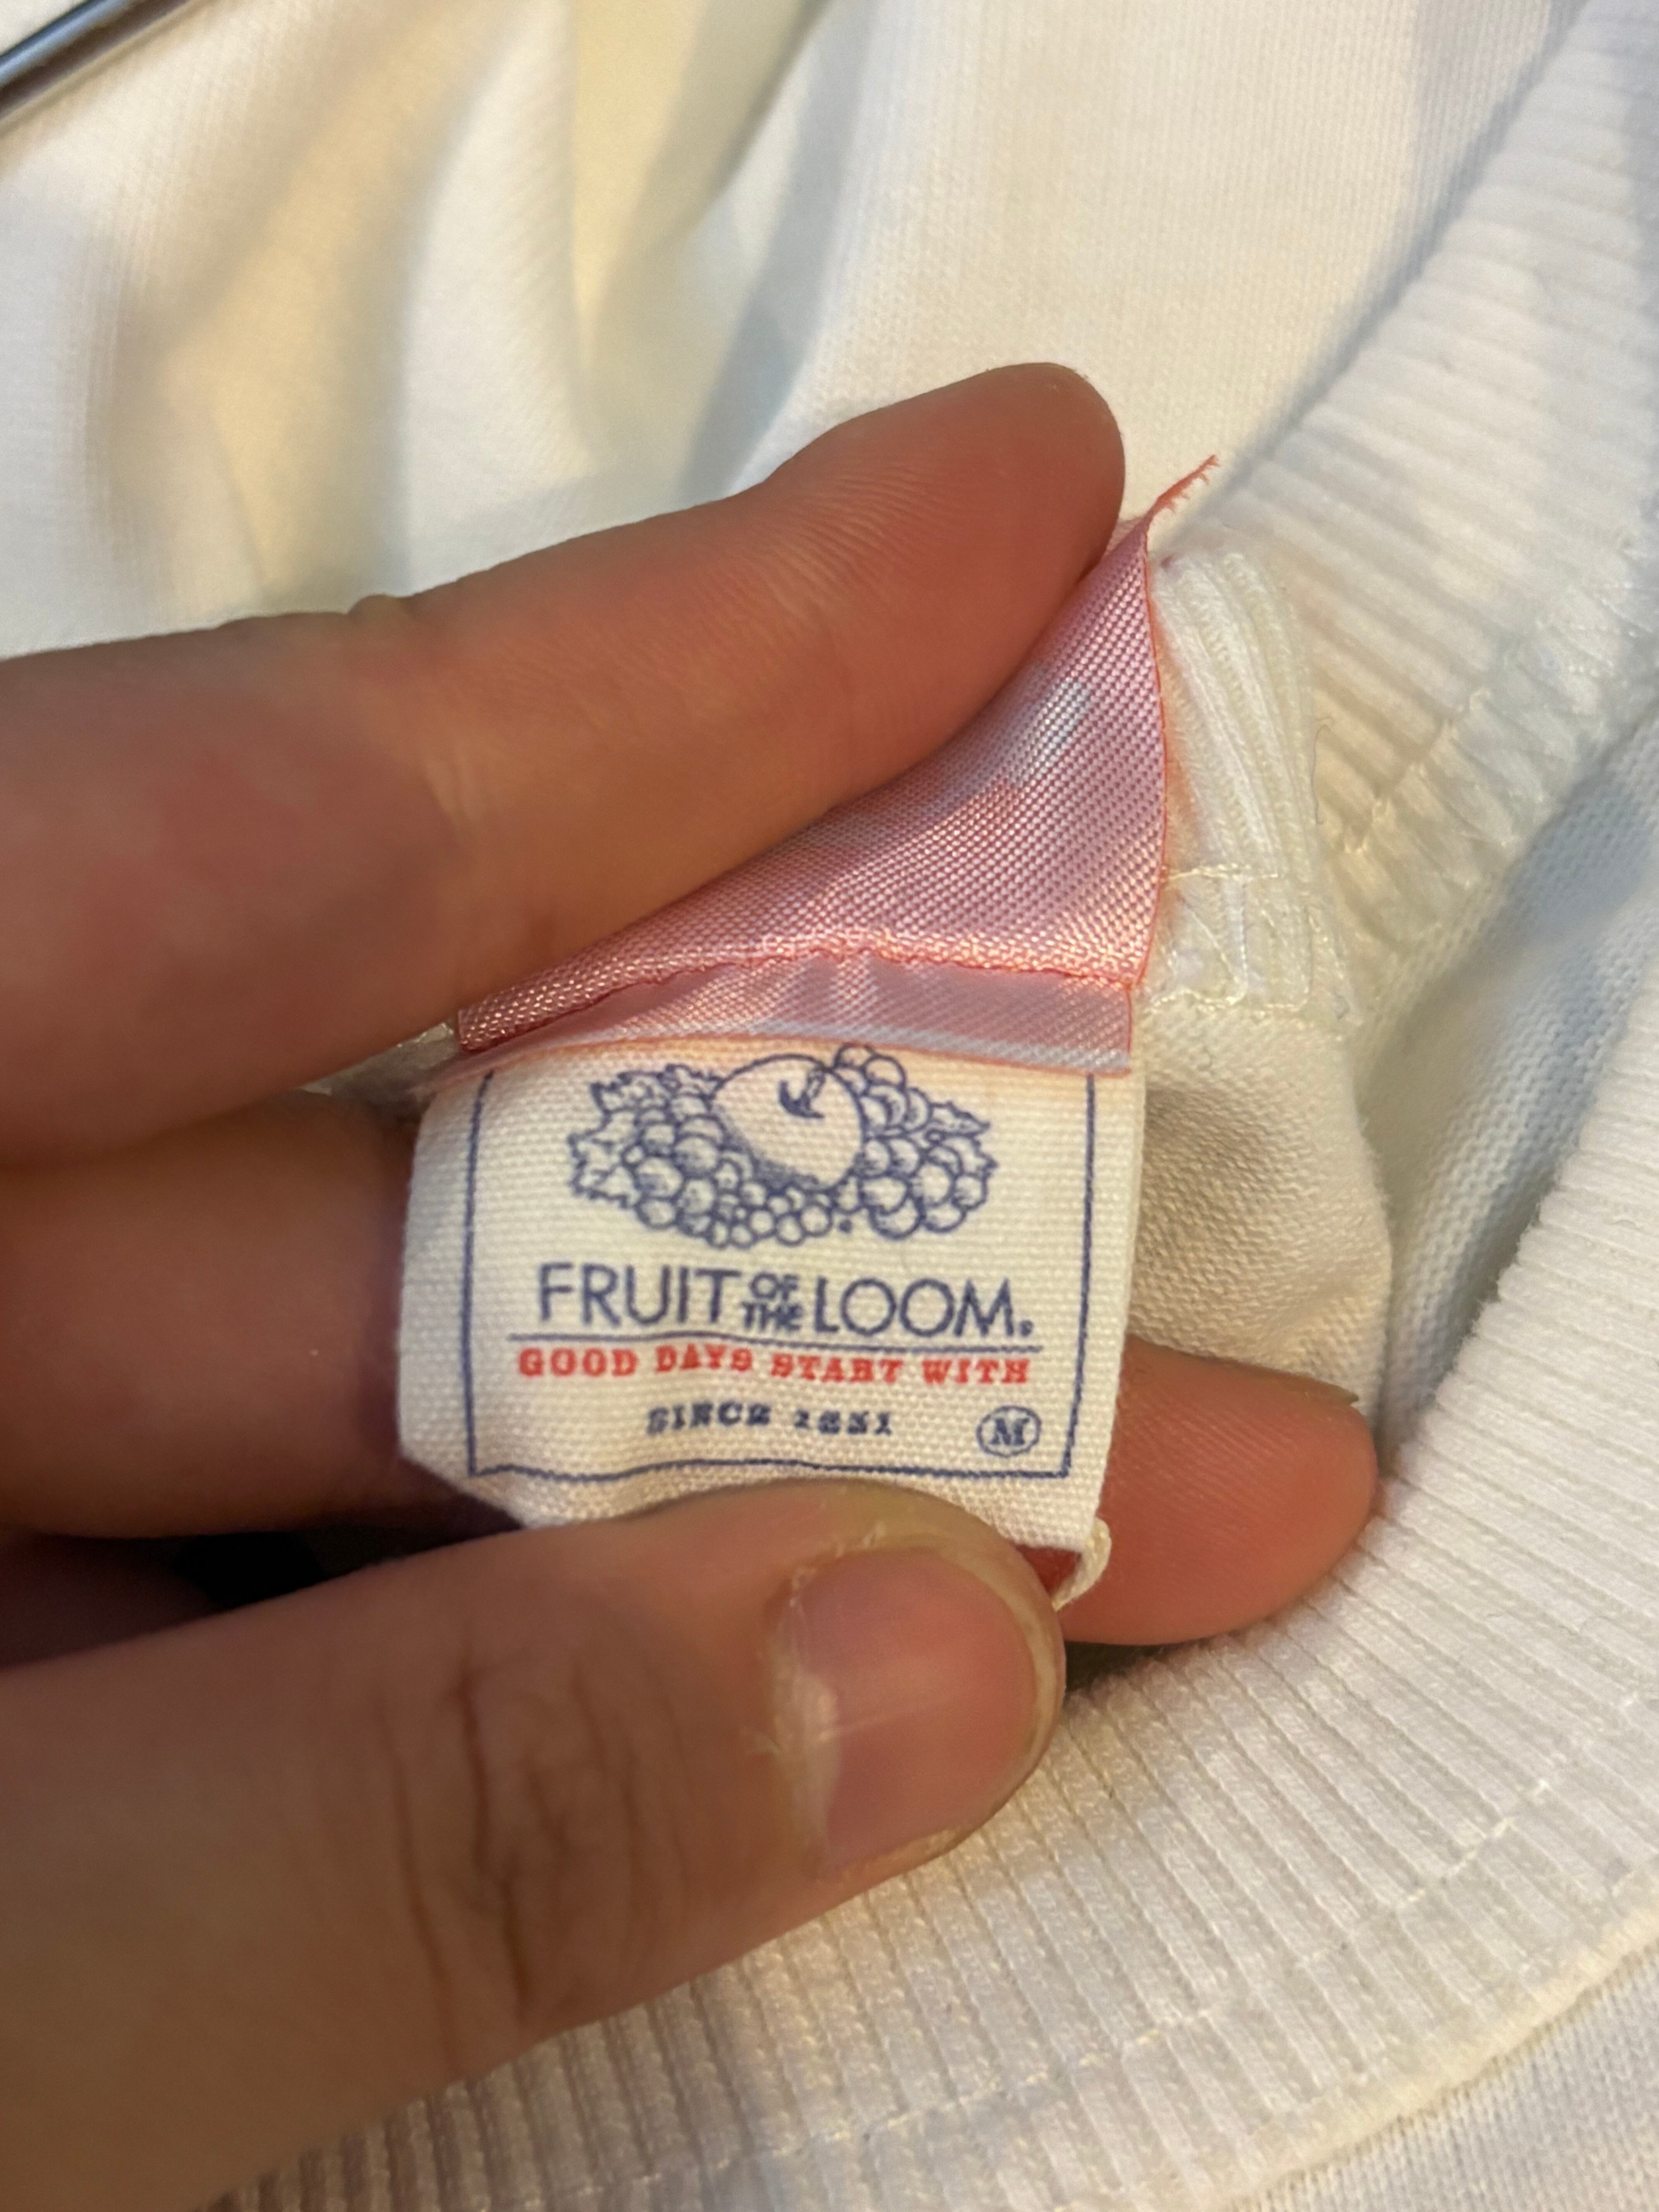 FRUIT OF THE LOOM.
GOOD DAYS START WITH
SINCE 1851
M